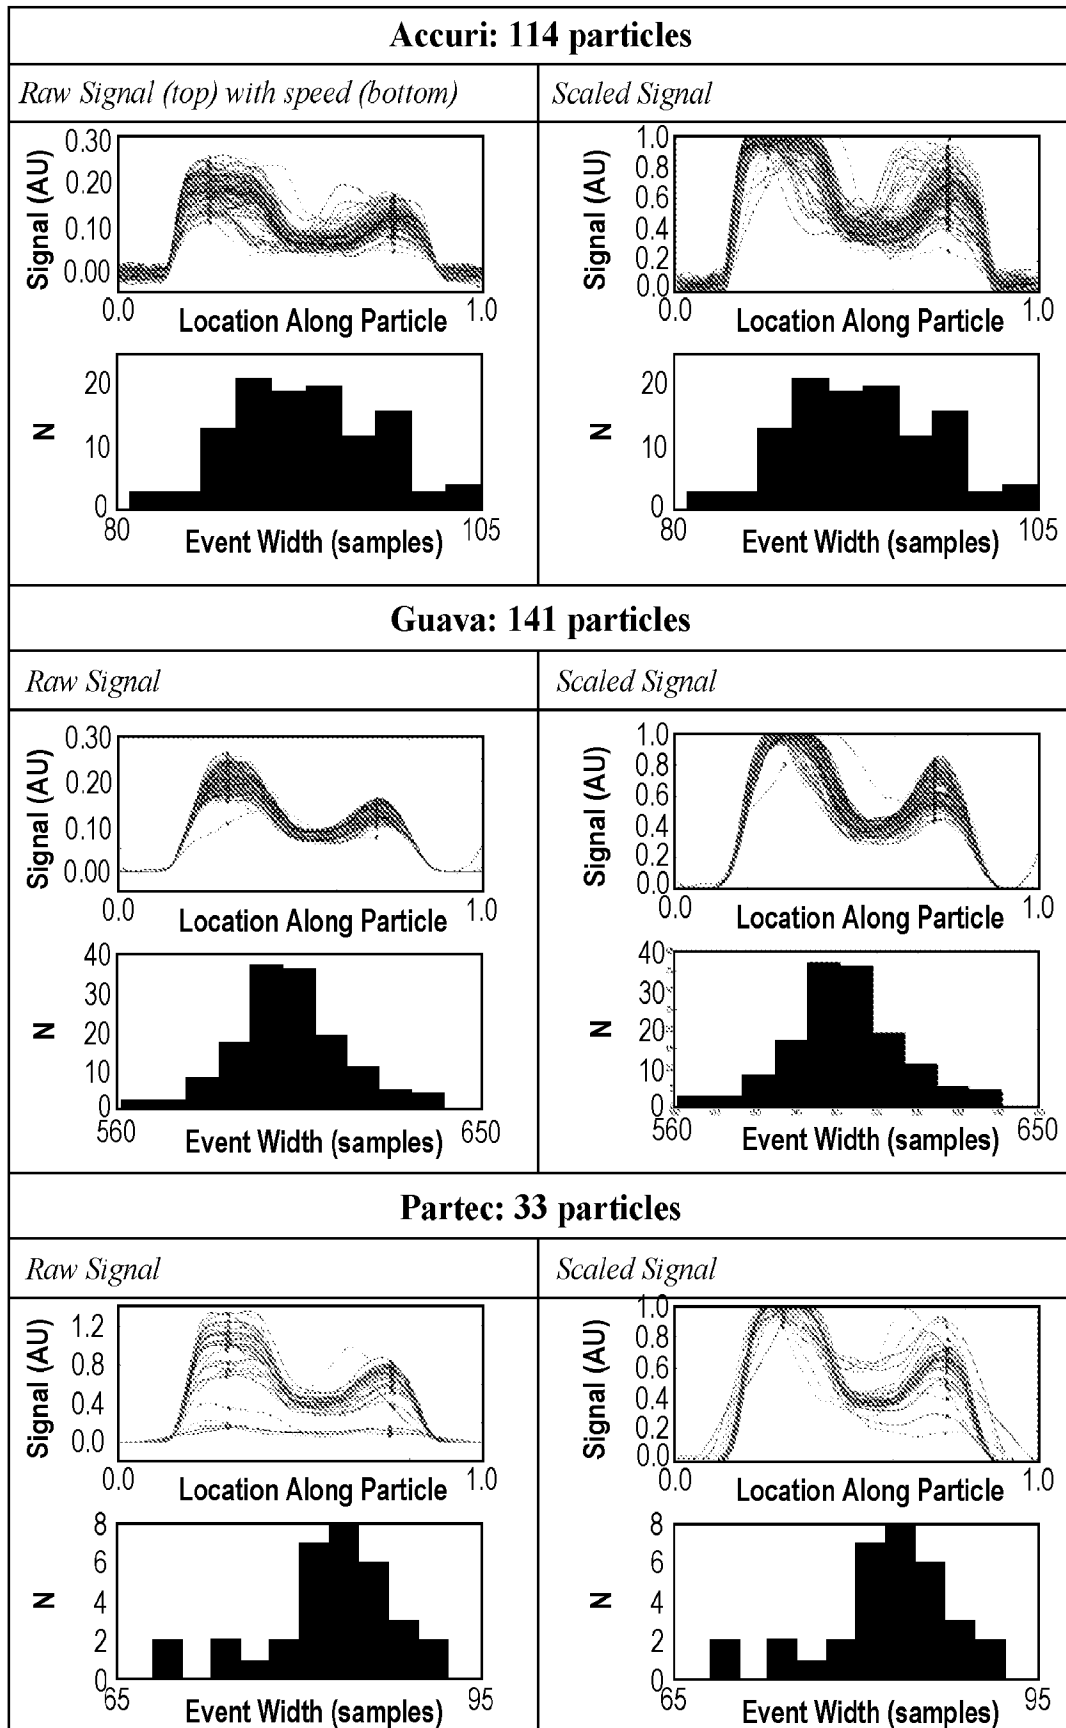 Accuri: 114 particles
Raw Signal (top) with speed (bottom)
Scaled Signal
Signal (AU)
0.30
0.20
0.10
0.00
0.0
Location Along Particle
1.0
Signal (AU)
1.0
0.8
0.6
0.4
0.2
0.0
0.0
Location Along Particle
1.0
N
20
10
0
80
Event Width (samples)
105
N
20
10
0
80
Event Width (samples)
105
Guava: 141 particles
Raw Signal
Scaled Signal
Signal (AU)
0.30
0.20
0.10
0.00
0.0
Location Along Particle
1.0
Signal (AU)
1.0
0.8
0.6
0.4
0.2
0.0
0.0
Location Along Particle
1.0
N
40
30
20
10
0
560
Event Width (samples)
650
N
40
30
20
10
0
560
Event Width (samples)
650
Partec: 33 particles
Raw Signal
Scaled Signal
Signal (AU)
1.2
0.8
0.4
0.0
0.0
Location Along Particle
1.0
Signal (AU)
1.0
0.8
0.6
0.4
0.2
0.0
0.0
Location Along Particle
1.0
N
8
6
4
2
0
65
Event Width (samples)
95
N
8
6
4
2
0
65
Event Width (samples)
95